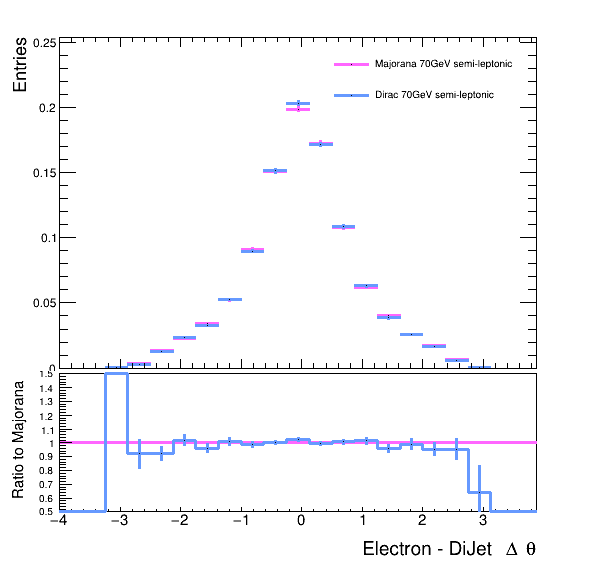 Entries
0.25
0.2
0.15
0.1
0.05
0
Majorana 70GeV semi-leptonic
Dirac 70GeV semi-leptonic
Ratio to Majorana
1.5
1.4
1.3
1.2
1.1
1
0.9
0.8
0.7
0.6
0.5
−4 −3 −2 −1 0 1 2 3
Electron - DiJet Δ θ